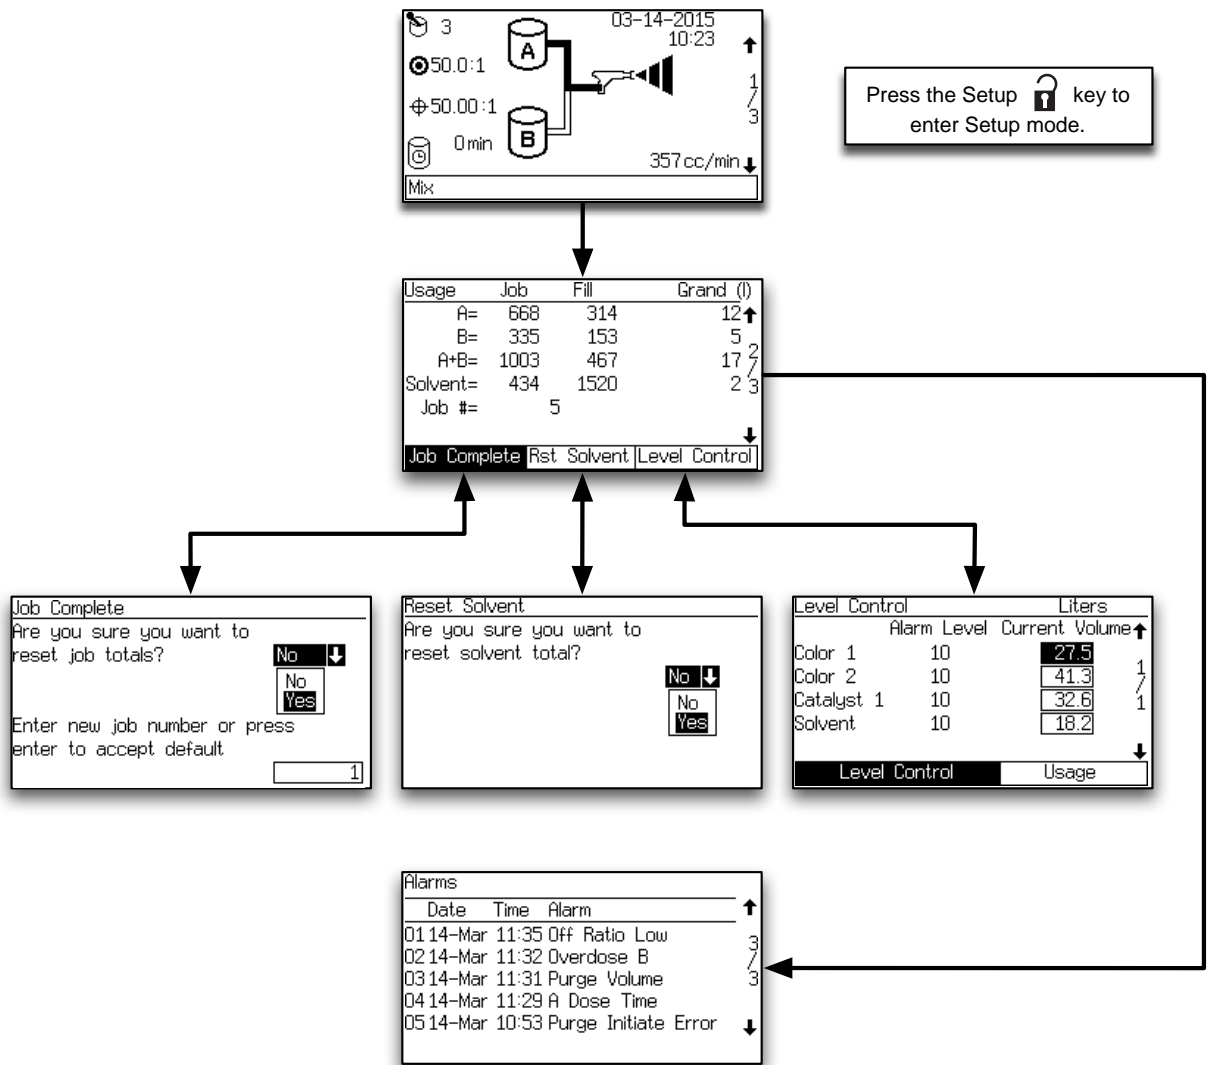 3
03-14-2015
10:23
A
50.0:1
1
/
3
50.00:1
0min
B
357cc/min
Mix
Press the Setup key to
enter Setup mode.
Usage Job Fill Grand (l)
A= 668 314 12
B= 335 153 5
A+B= 1003 467 17
Solvent= 434 1520 2
Job #= 5
2
/
3
Job Complete Rst Solvent Level Control
Job Complete
Are you sure you want to
reset job totals? No
No
Yes
Enter new job number or press
enter to accept default
1
Reset Solvent
Are you sure you want to
reset solvent total?
No
No
Yes
Level Control Liters
Alarm Level Current Volume
Color 1 10 27.5
Color 2 10 41.3
Catalyst 1 10 32.6
Solvent 10 18.2
1
/
1
Level Control Usage
Alarms
Date Time Alarm
01 14-Mar 11:35 Off Ratio Low
02 14-Mar 11:32 Overdose B
03 14-Mar 11:31 Purge Volume
04 14-Mar 11:29 A Dose Time
05 14-Mar 10:53 Purge Initiate Error
3
/
3